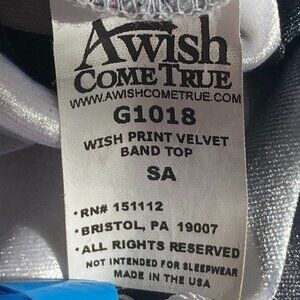 A wish
COME TRUE
WWW.AWISHCOMETRUE.COM
G1018
WISH PRINT VELVET
BAND TOP
SA
• RN# 151112
• BRISTOL, PA 19007
• ALL RIGHTS RESERVED
NOT INTENDED FOR SLEEPWEAR
MADE IN THE USA